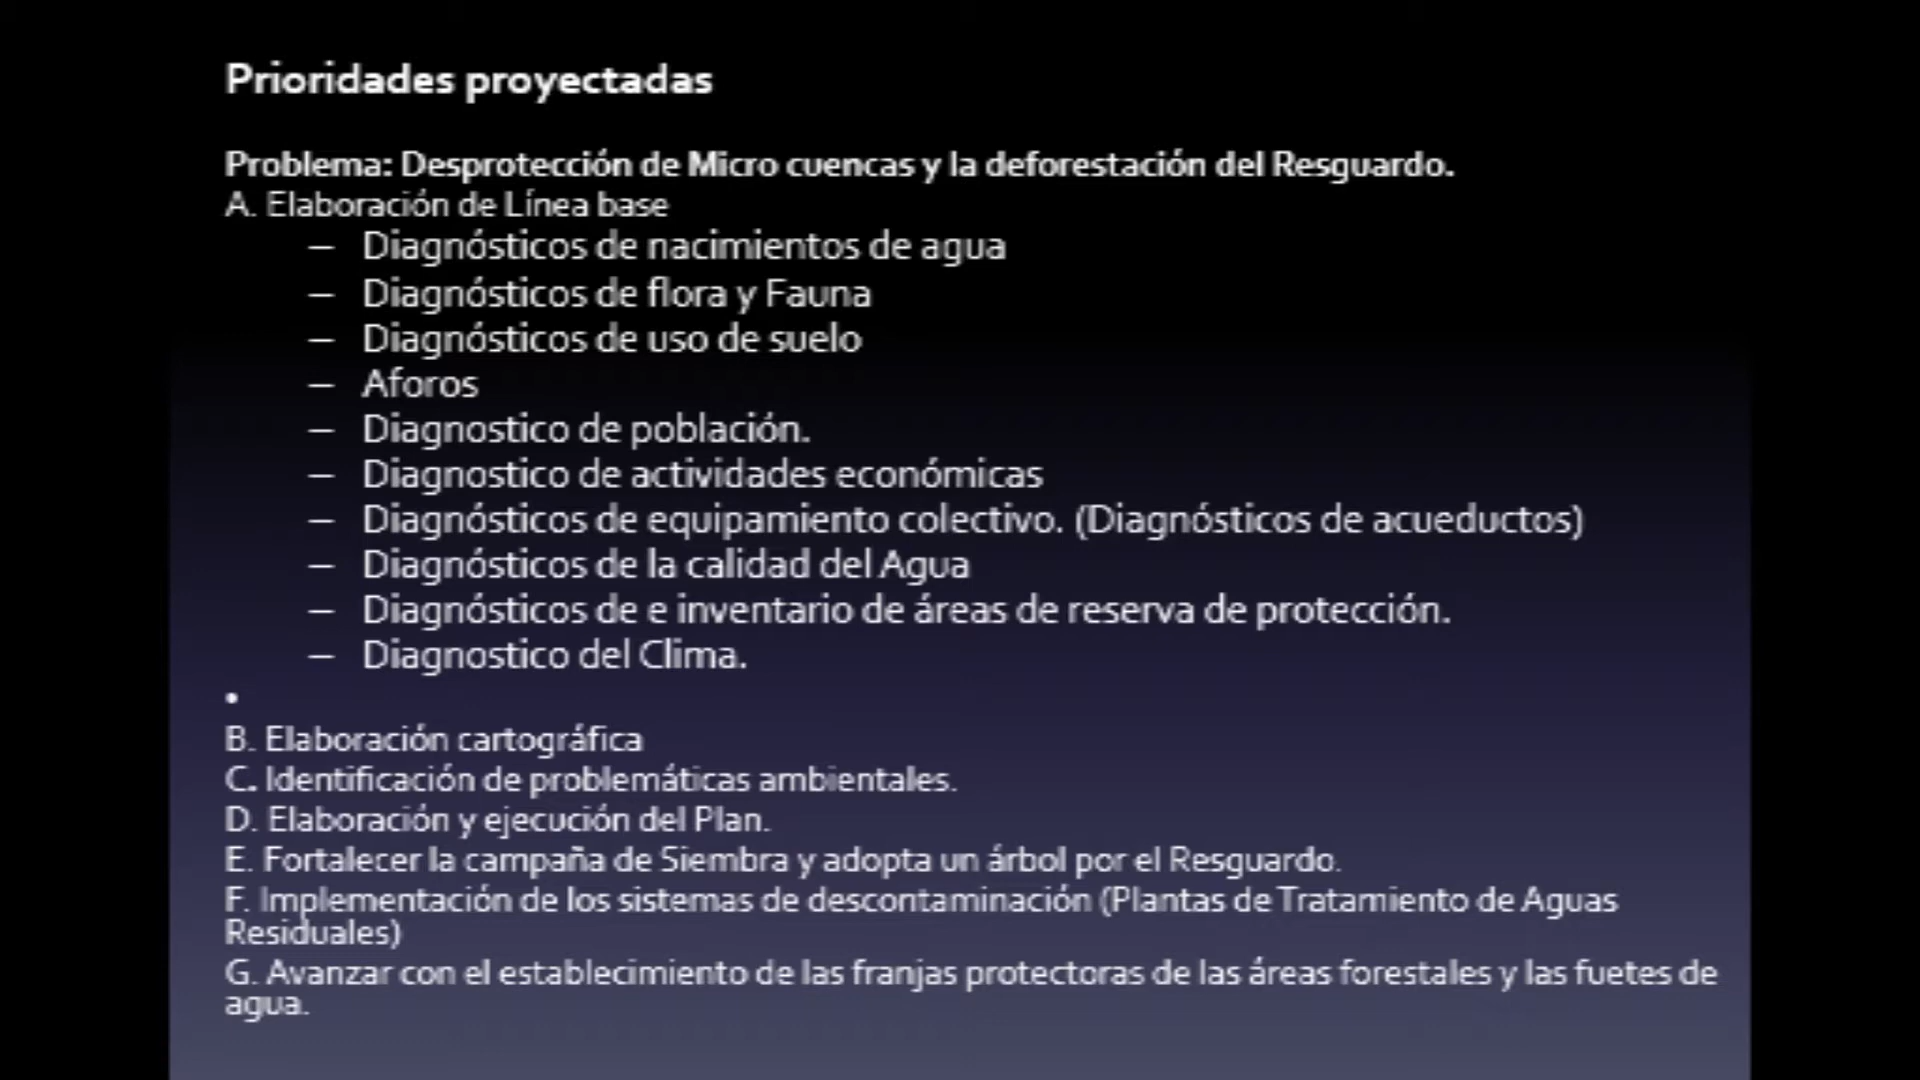 Prioridades proyectadas
Problema: Desprotección de Micro cuencas y la deforestación del Resguardo.
A. Elaboración de Línea base
– Diagnósticos de nacimientos de agua
– Diagnósticos de flora y Fauna
– Diagnósticos de uso de suelo
– Aforos
– Diagnostico de población.
– Diagnostico de actividades económicas
– Diagnósticos de equipamiento colectivo. (Diagnósticos de acueductos)
– Diagnósticos de la calidad del Agua
– Diagnósticos de e inventario de áreas de reserva de protección.
– Diagnostico del Clima.
•
B. Elaboración cartográfica
C. Identificación de problemáticas ambientales.
D. Elaboración y ejecución del Plan.
E. Fortalecer la campaña de Siembra y adopta un árbol por el Resguardo.
F. Implementación de los sistemas de descontaminación (Plantas de Tratamiento de Aguas
Residuales)
G. Avanzar con el establecimiento de las franjas protectoras de las áreas forestales y las fuetes de
agua.